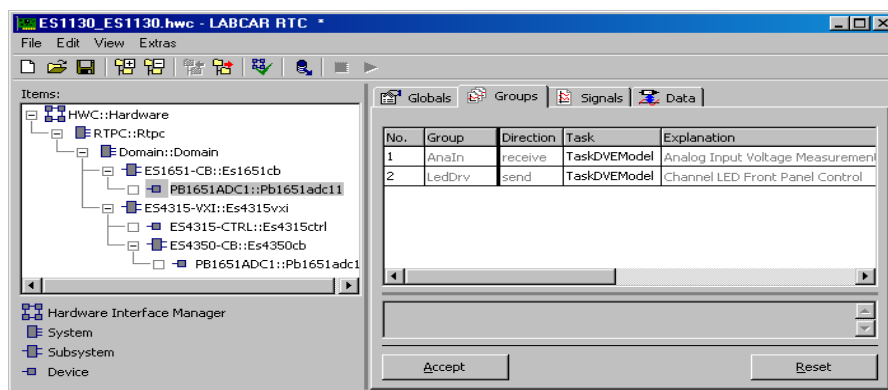 ES1130_ES1130.hwc - LABCAR RTC *
File Edit View Extras
Items:
HWC::Hardware
RTPC::Rtpc
Domain::Domain
ES1651-CB::Es1651cb
PB1651ADC1::Pb1651adc11
ES4315-VXI::Es4315vxi
ES4315-CTRL::Es4315ctrl
ES4350-CB::Es4350cb
PB1651ADC1::Pb1651adc1
Hardware Interface Manager
System
Subsystem
Device
Globals Groups Signals Data
No. Group Direction Task Explanation
1 AnaIn receive TaskDVEModel Analog Input Voltage Measurement
2 LedDrv send TaskDVEModel Channel LED Front Panel Control
Accept Reset